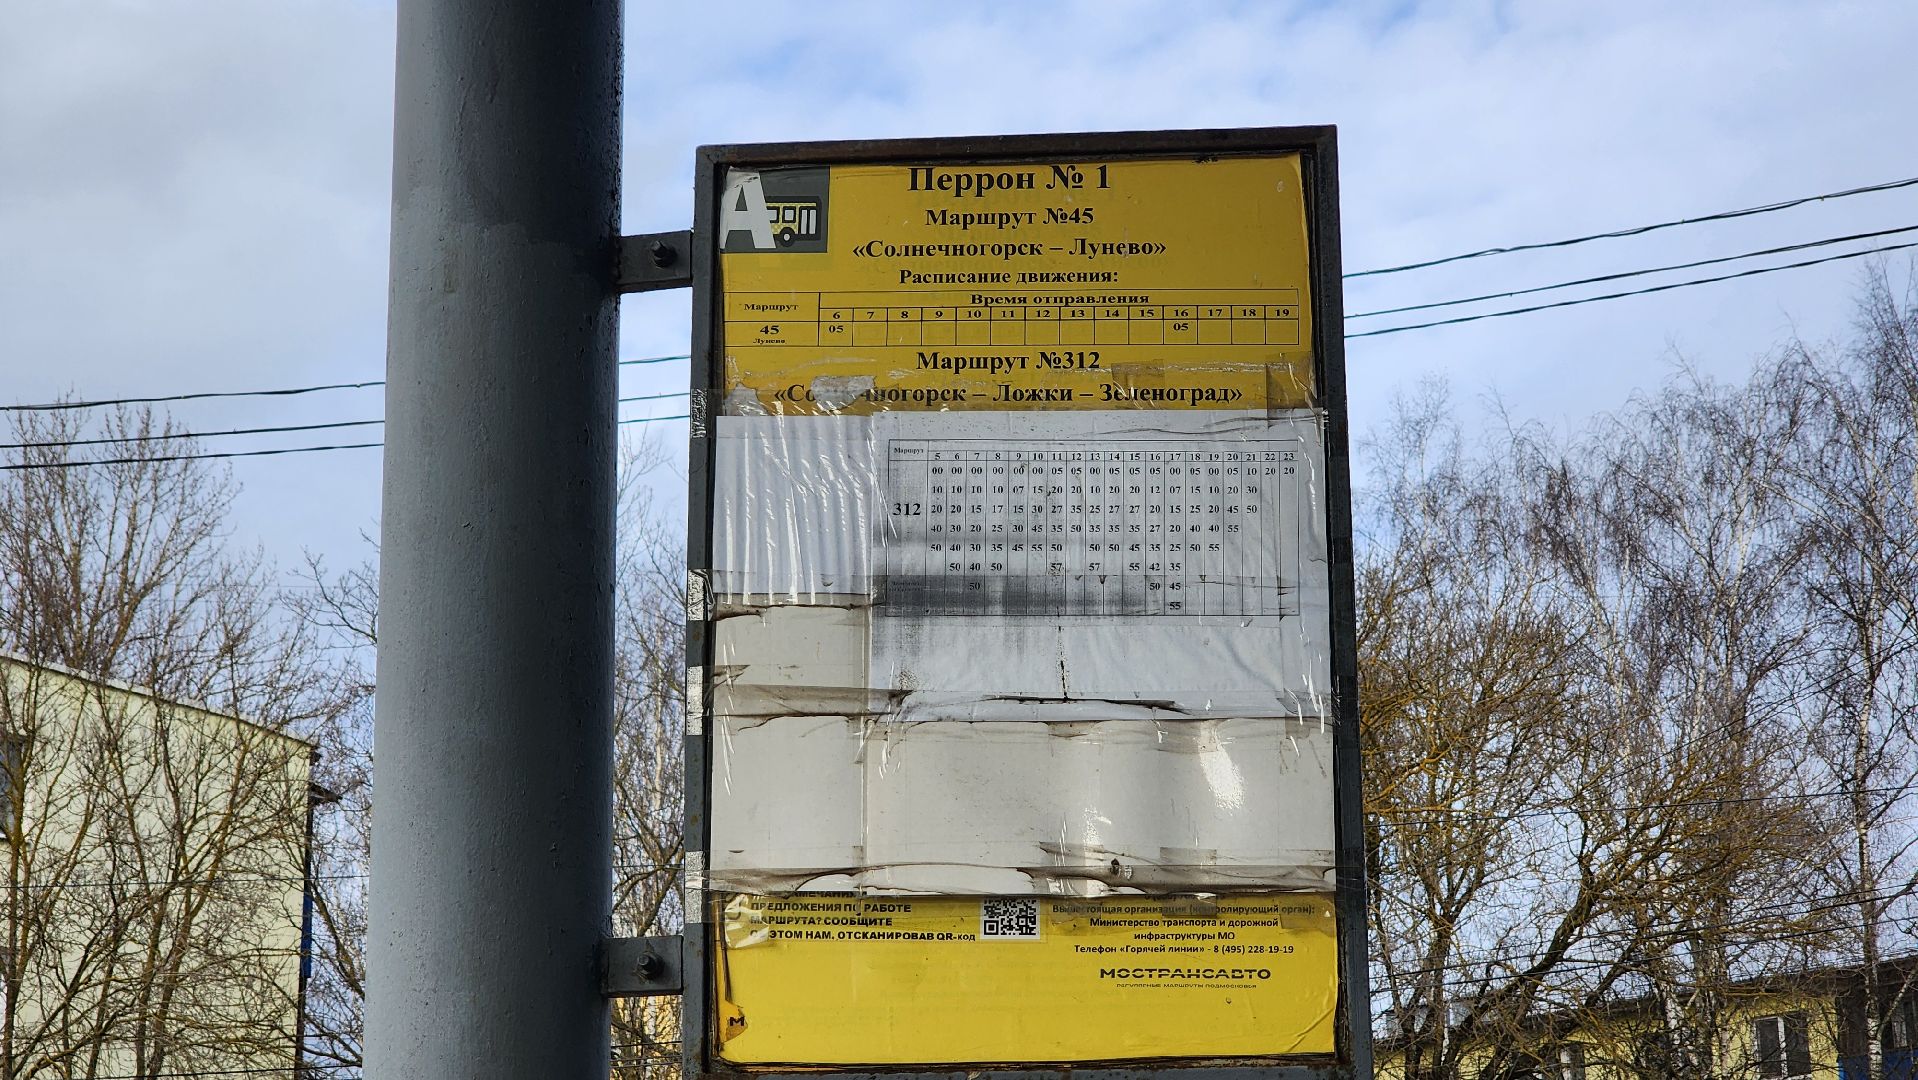 А
Перрон № 1
Маршрут №45
«Солнечногорск – Лунево»
Расписание движения:
Маршрут Время отправления
6 7 8 9 10 11 12 13 14 15 16 17 18 19
45 05 05
Лунево
Маршрут №312
– Ложки – Зеленоград»
Маршрут 5 6 7 8 9 10 11 12 13 14 15 16 17 18 19 20 21 22 23
00 00 00 00 00 00 05 05 00 05 05 05 00 05 00 05 10 20 20
10 10 10 10 07 15 20 20 10 20 20 12 07 15 10 20 30
312 20 20 15 17 15 30 27 35 25 27 27 20 15 25 20 45 50
40 30 20 25 30 45 35 50 35 35 35 27 20 40 40 55
50 40 30 35 45 55 50 50 50 45 35 25 50 55
50 40 50 57 57 55 42 35
50 50 45
55
ПРЕДЛОЖЕНИЯ ПО РАБОТЕ
МАРШРУТА? СООБЩИТЕ
ОБ ЭТОМ НАМ, ОТСКАНИРОВАВ QR-код
Вышестоящая организация (контролирующий орган):
Министерство транспорта и дорожной
инфраструктуры МО
Телефон «Горячей линии» - 8 (495) 228-19-19
МОСТРАНСАВТО
РЕГУЛЯРНЫЕ МАРШРУТЫ ПОДМОСКОВЬЯ
М